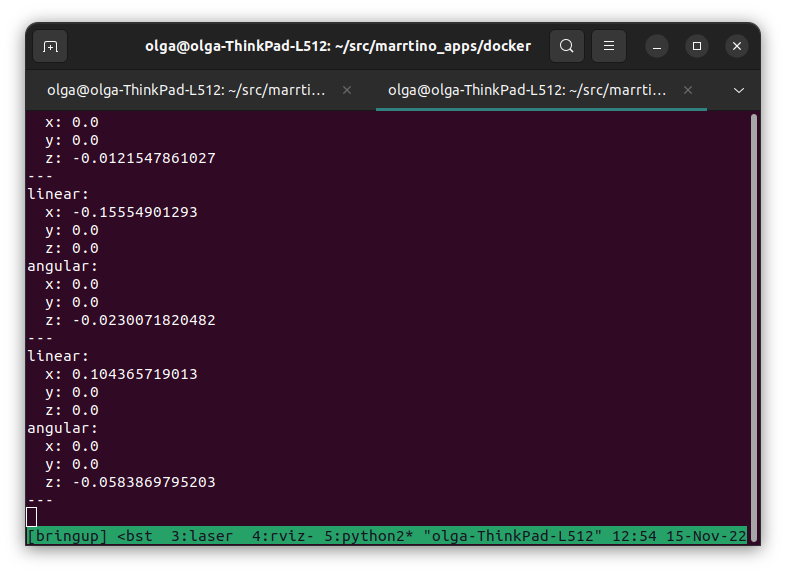 olga@olga-ThinkPad-L512: ~/src/marrtino_apps/docker
olga@olga-ThinkPad-L512: ~/src/marrti... × olga@olga-ThinkPad-L512: ~/src/marrti... ×
  x: 0.0
  y: 0.0
  z: -0.0121547861027
---
linear:
  x: -0.15554901293
  y: 0.0
  z: 0.0
angular:
  x: 0.0
  y: 0.0
  z: -0.0230071820482
---
linear:
  x: 0.104365719013
  y: 0.0
  z: 0.0
angular:
  x: 0.0
  y: 0.0
  z: -0.0583869795203
---
[bringup] <bst  3:laser  4:rviz- 5:python2* "olga-ThinkPad-L512" 12:54 15-Nov-22